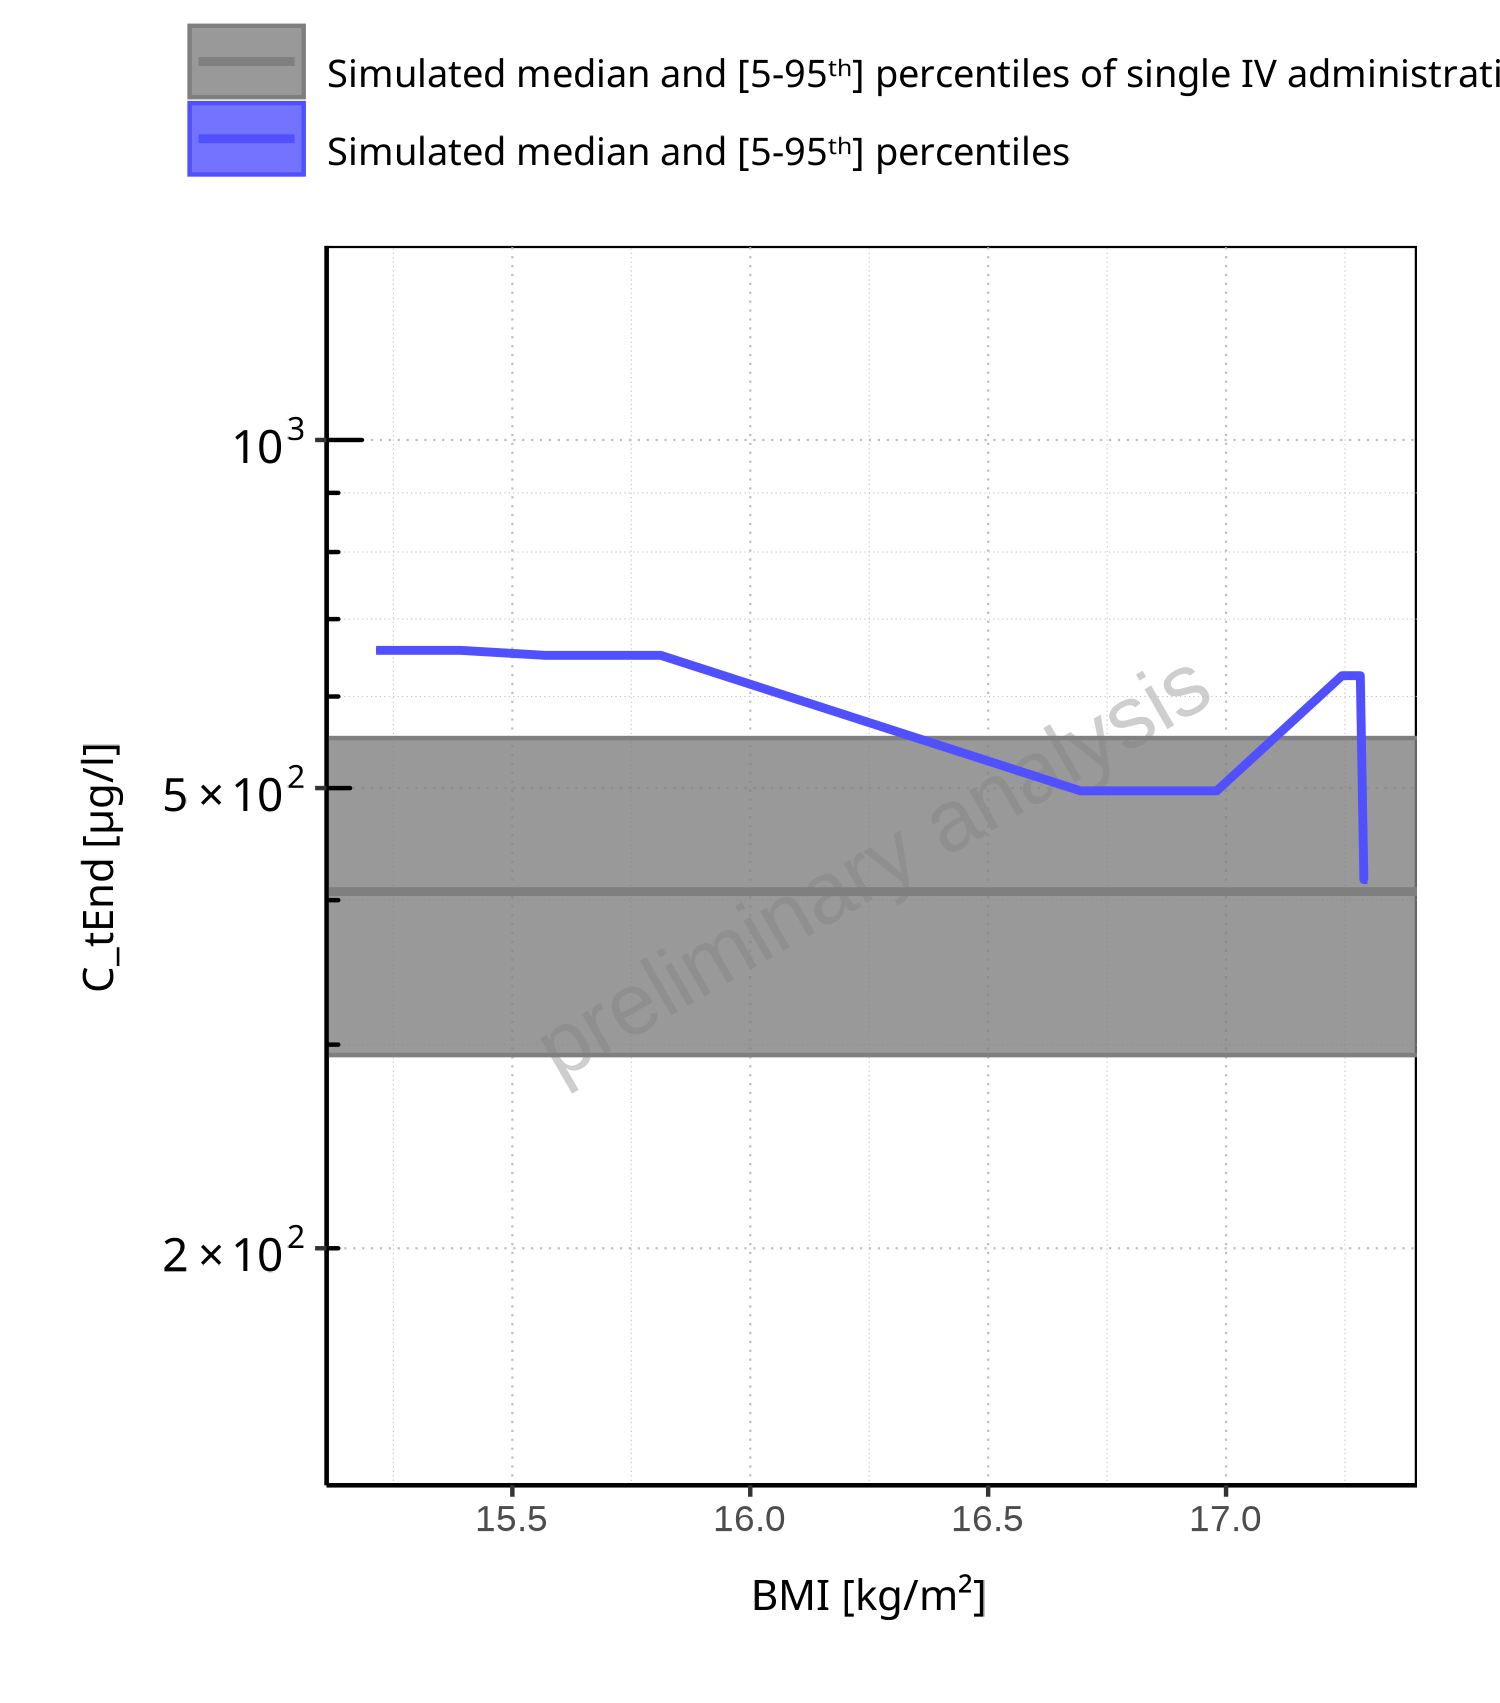 Simulated median and [5-95ᵗʰ] percentiles of single IV administrati
Simulated median and [5-95ᵗʰ] percentiles
10³
5 × 10²
2 × 10²
C_tEnd [µg/l]
preliminary analysis
15.5 16.0 16.5 17.0
BMI [kg/m²]